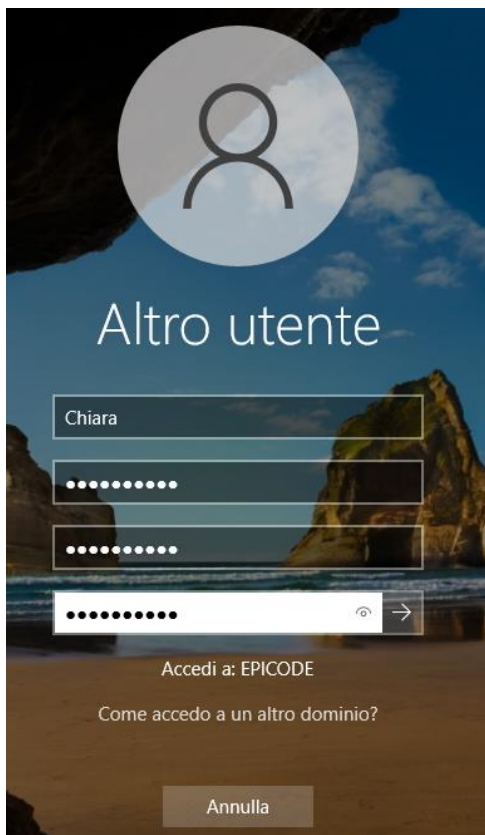 Altro utente
Chiara
●●●●●●●●●●
●●●●●●●●●●
●●●●●●●●●●
Accedi a: EPICODE
Come accedo a un altro dominio?
Annulla